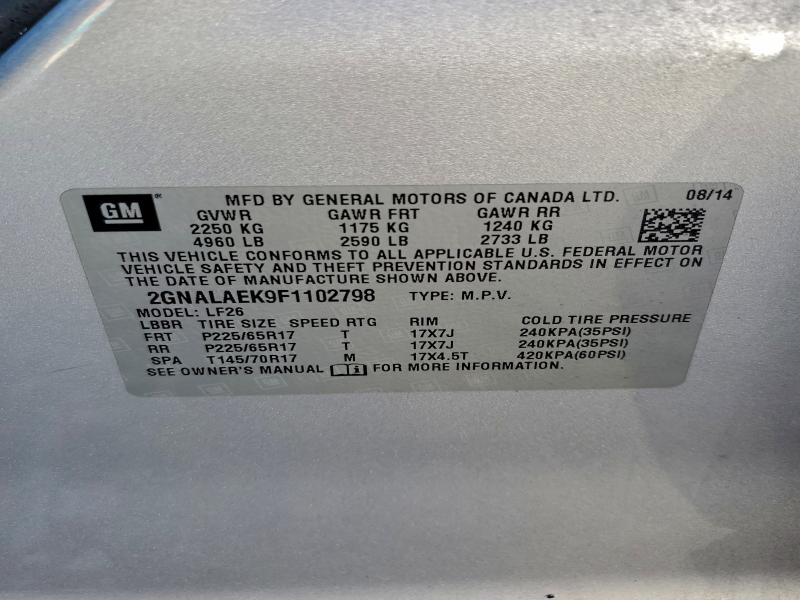 GM ® MFD BY GENERAL MOTORS OF CANADA LTD. 08/14
GVWR GAWR FRT GAWR RR
2250 KG 1175 KG 1240 KG
4960 LB 2590 LB 2733 LB
THIS VEHICLE CONFORMS TO ALL APPLICABLE U.S. FEDERAL MOTOR
VEHICLE SAFETY AND THEFT PREVENTION STANDARDS IN EFFECT ON
THE DATE OF MANUFACTURE SHOWN ABOVE.
2GNALAEK9F1102798 TYPE: M.P.V.
MODEL: LF26
LBBR TIRE SIZE SPEED RTG RIM COLD TIRE PRESSURE
FRT P225/65R17 T 17X7J 240KPA(35PSI)
RR P225/65R17 T 17X7J 240KPA(35PSI)
SPA T145/70R17 M 17X4.5T 420KPA(60PSI)
SEE OWNER'S MANUAL FOR MORE INFORMATION.